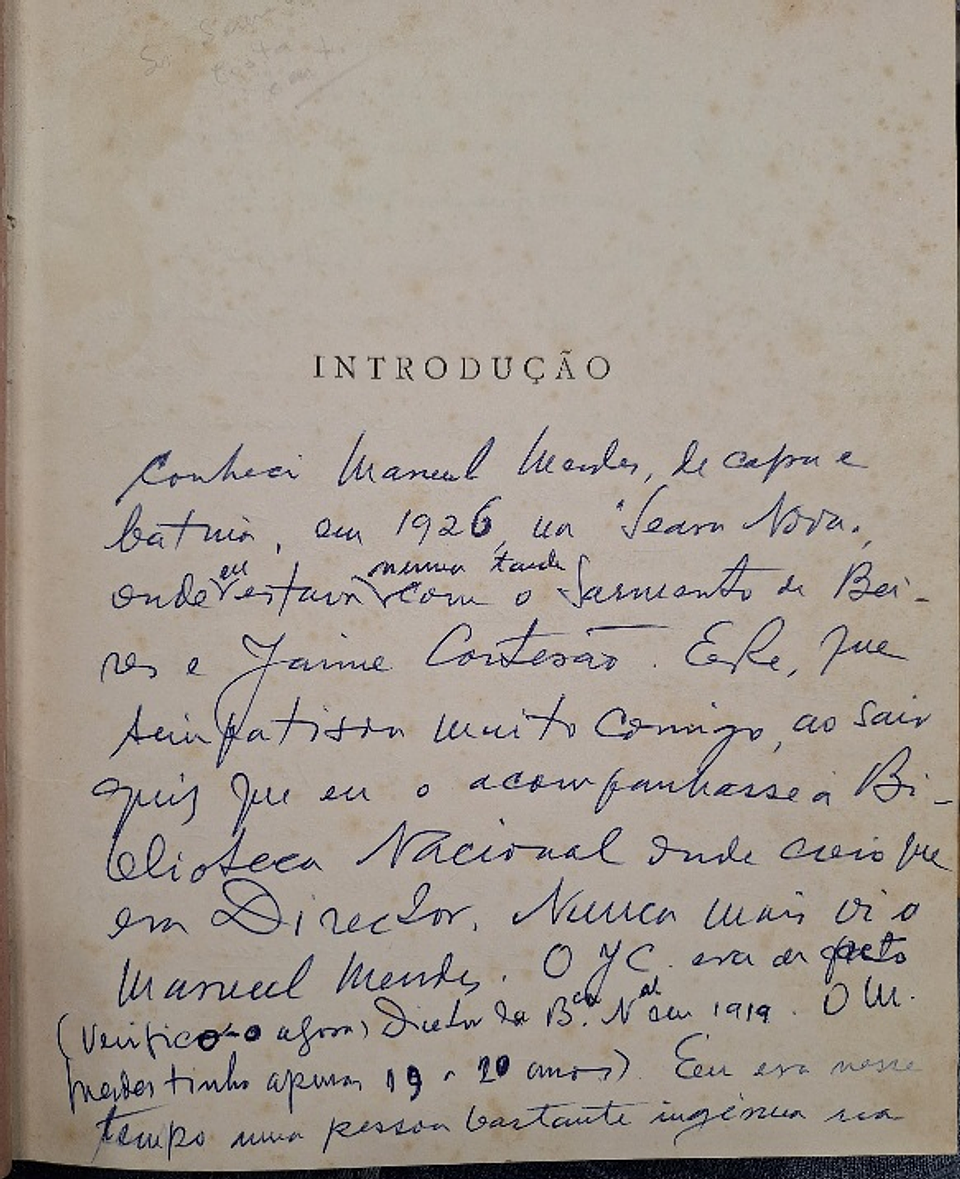 INTRODUÇÃO
Conheci Manuel Mendes, de capa e
batina, em 1926, na "Seara Nova",
onde eu estava numa tarde com o Sarmento de Bei-
res e Jaime Cortesão. Este, que
simpatisou muito comigo, ao sair
quis que eu o acompanhasse à Bi-
blioteca Nacional onde creio que
era Director. Nunca mais vi o
Manuel Mendes. O JC. era de facto
(Verifico-o agora) Director da B.ca N.al em 1919. O M.
Mendes tinha apenas 19 a 20 anos). Eu era nesse
tempo uma pessoa bastante ingénua na